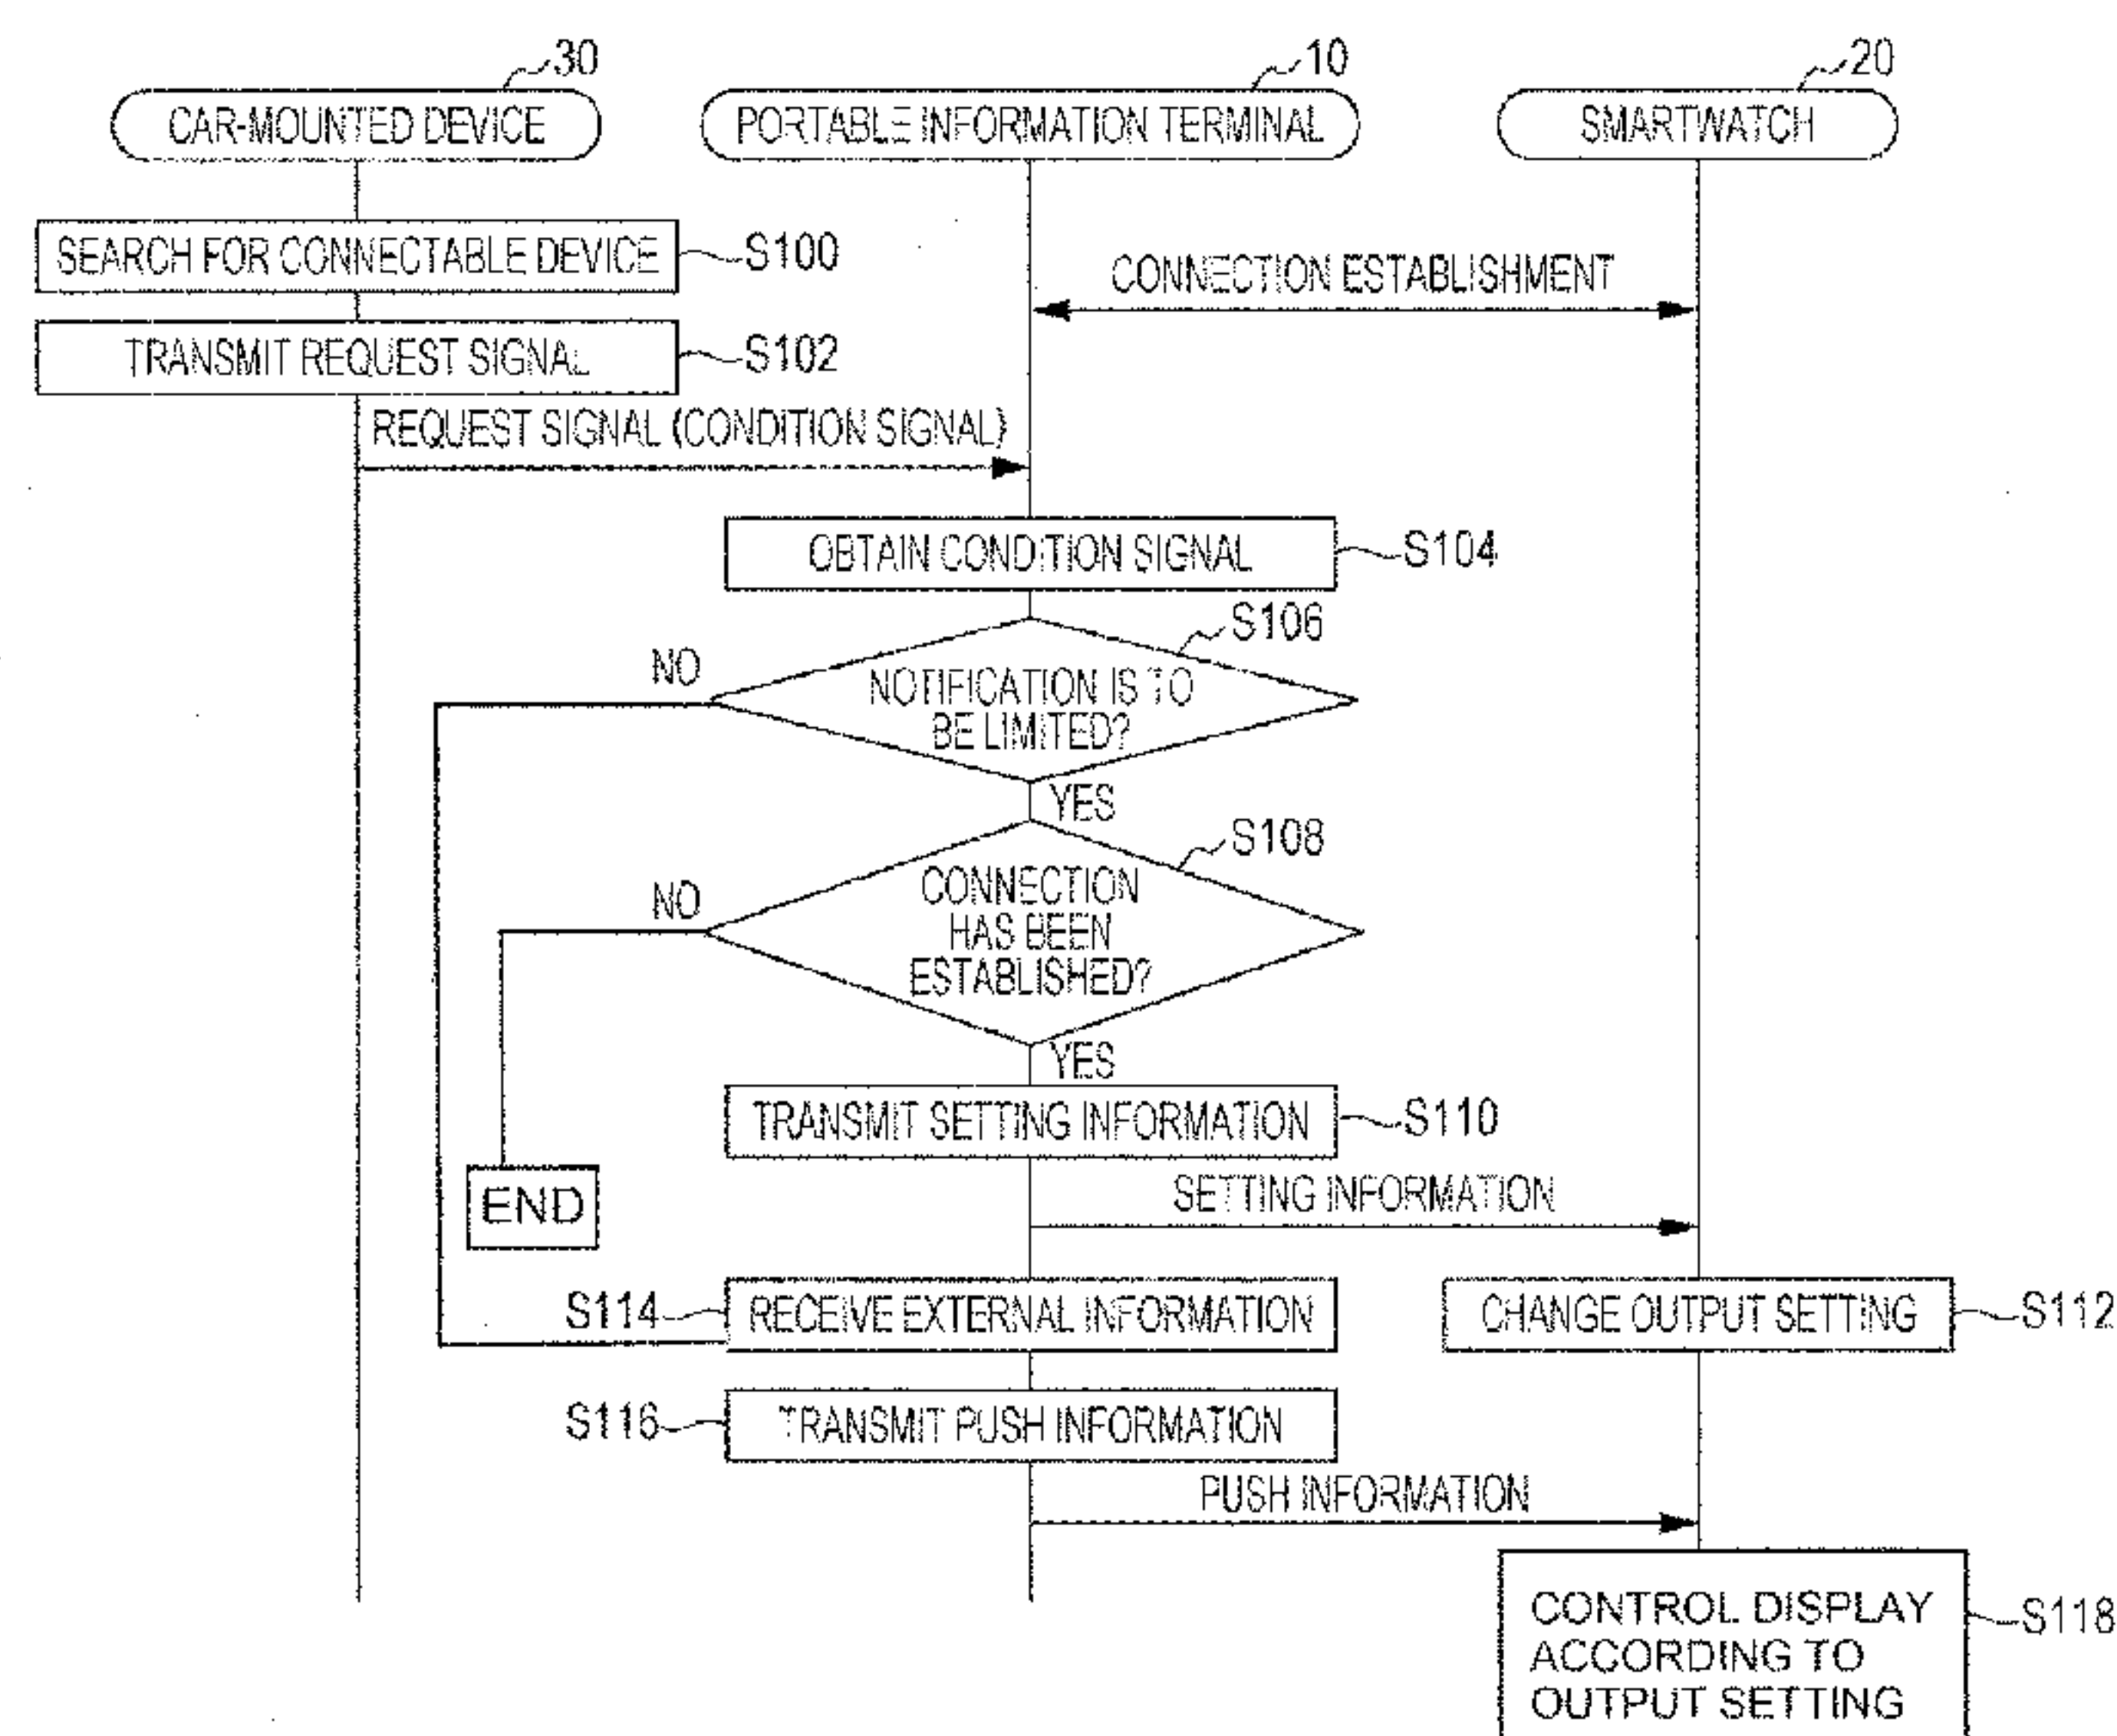 30
10
20
CAR-MOUNTED DEVICE
PORTABLE INFORMATION TERMINAL
SMARTWATCH
SEARCH FOR CONNECTABLE DEVICE
S100
CONNECTION ESTABLISHMENT
TRANSMIT REQUEST SIGNAL
S102
REQUEST SIGNAL (CONDITION SIGNAL)
OBTAIN CONDITION SIGNAL
S104
S106
NO
NOTIFICATION IS TO
BE LIMITED?
YES
S108
NO
CONNECTION
HAS BEEN
ESTABLISHED?
YES
TRANSMIT SETTING INFORMATION
S110
END
SETTING INFORMATION
S114
RECEIVE EXTERNAL INFORMATION
CHANGE OUTPUT SETTING
S112
S116
TRANSMIT PUSH INFORMATION
PUSH INFORMATION
CONTROL DISPLAY
ACCORDING TO
OUTPUT SETTING
S118